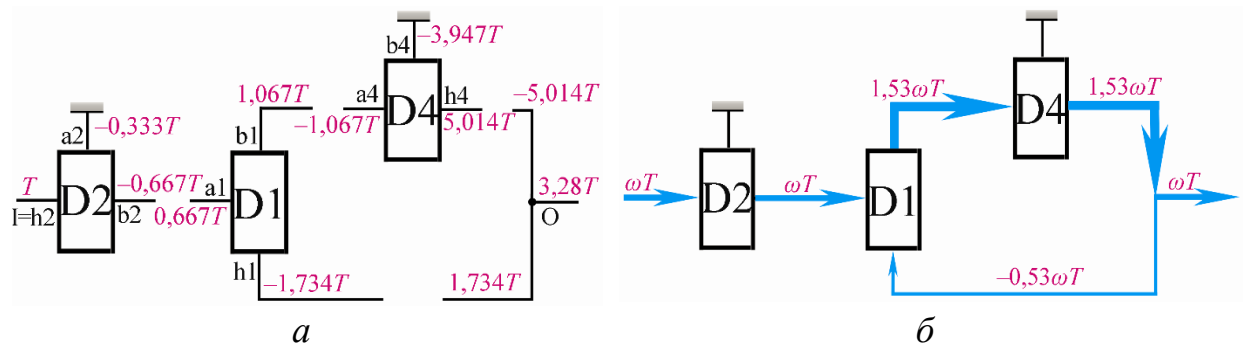 b4
–3,947T
1,067T
a4
h4
–5,014T
–1,067T
D4
5,014T
–0,333T
a2
b1
T
D2
–0,667T
a1
D1
3,28T
I=h2
b2
0,667T
O
h1
–1,734T
1,734T
а
1,53ωT
D4
1,53ωT
ωT
D2
ωT
D1
ωT
–0,53ωT
б